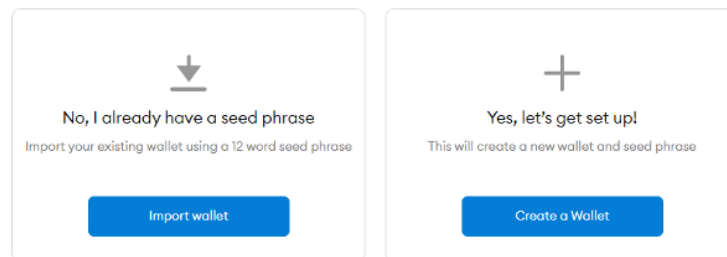 No, I already have a seed phrase
Import your existing wallet using a 12 word seed phrase
Import wallet
Yes, let's get set up!
This will create a new wallet and seed phrase
Create a Wallet